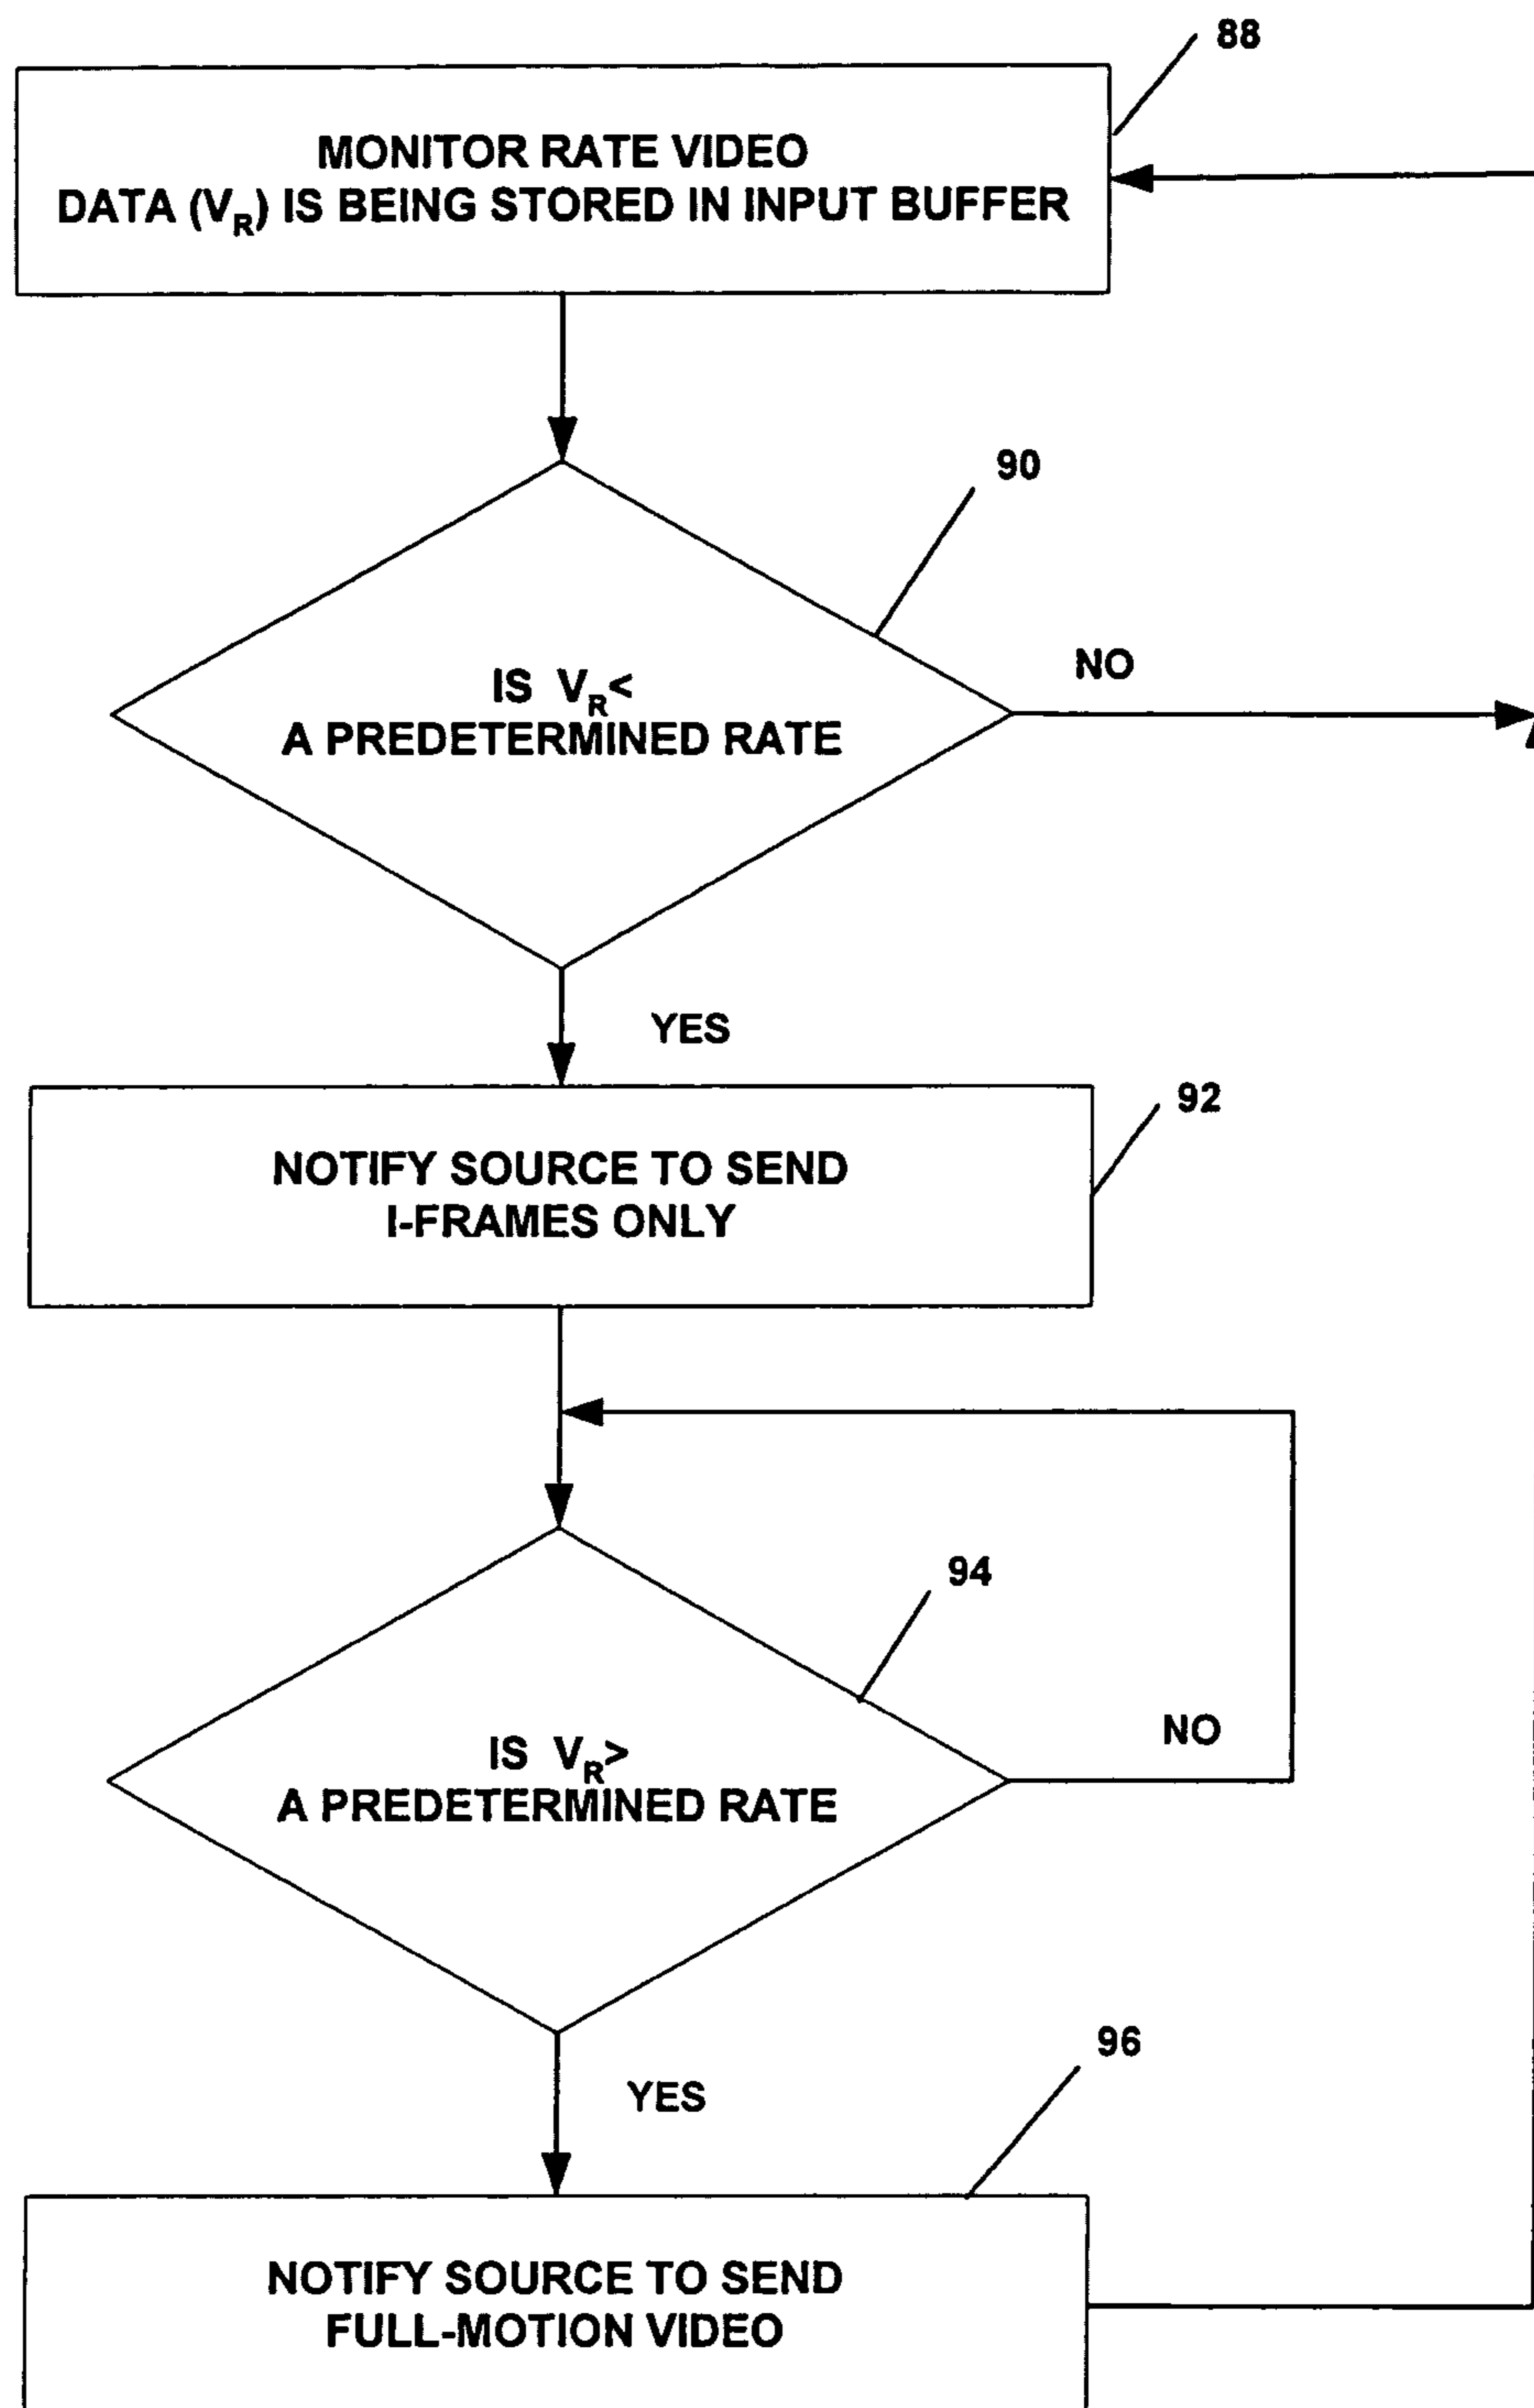 88
MONITOR RATE VIDEO
DATA (VR) IS BEING STORED IN INPUT BUFFER
90
NO
IS VR<
A PREDETERMINED RATE
YES
92
NOTIFY SOURCE TO SEND
I-FRAMES ONLY
94
NO
IS VR>
A PREDETERMINED RATE
96
YES
NOTIFY SOURCE TO SEND
FULL-MOTION VIDEO